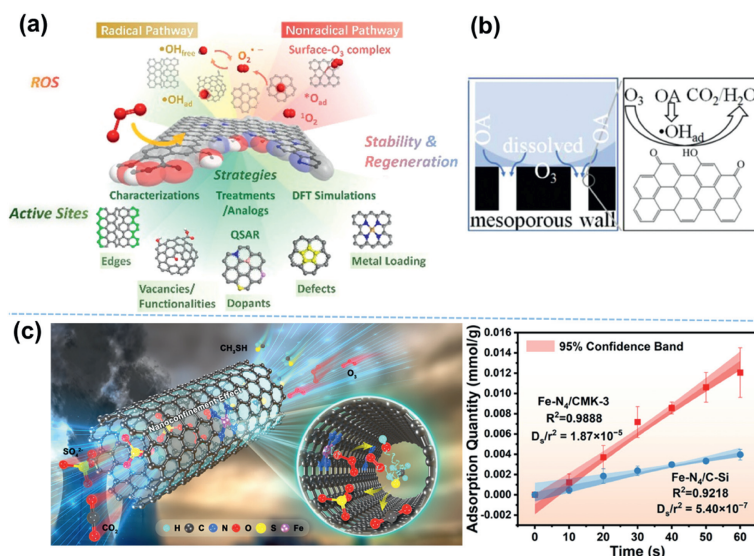 (a)
Radical Pathway
Nonradical Pathway
•OHfree
O2•−
Surface-O3 complex
ROS
•OHad
*Oad
1O2
Stability &
Regeneration
Strategies
Characterizations
Treatments
/Analogs
DFT Simulations
Active Sites
QSAR
Edges
Vacancies/
Functionalities
Dopants
Defects
Metal Loading
(b)
OA
OA
dissolved
O3
mesoporous wall
O3 OA CO2/H2O
•OHad
O
HO
O
(c)
CH3SH
O3
Nanoconfinement Effect
SO42-
CO2
H C N O S Fe
Adsorption Quantity (mmol/g)
0.016
0.014
0.012
0.010
0.008
0.006
0.004
0.002
0.000
-0.002
95% Confidence Band
Fe-N4/CMK-3
R2=0.9888
Ds/r2 = 1.87×10−5
Fe-N4/C-Si
R2=0.9218
Ds/r2 = 5.40×10−7
0 10 20 30 40 50 60
Time (s)